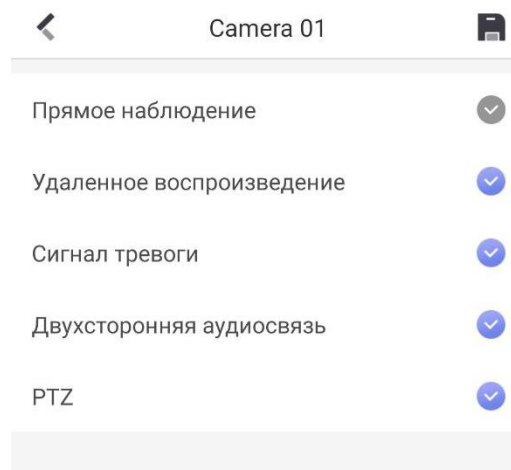 Camera 01
Прямое наблюдение
Удаленное воспроизведение
Сигнал тревоги
Двухсторонняя аудиосвязь
PTZ